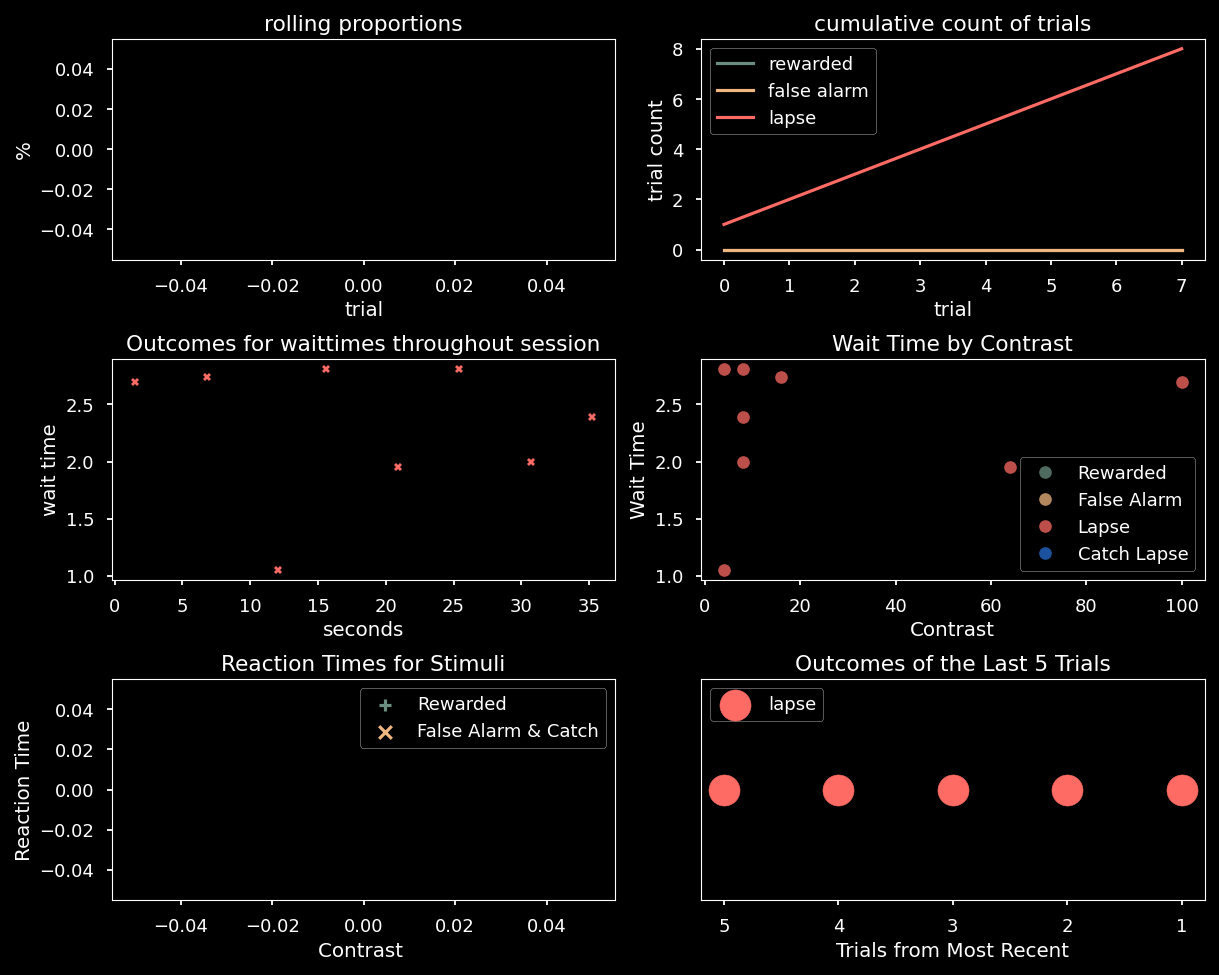 rolling proportions
0.04
0.02
0.00
−0.02
−0.04
%
−0.04 −0.02 0.00 0.02 0.04
trial
cumulative count of trials
8
6
4
2
0
trial count
rewarded
false alarm
lapse
0 1 2 3 4 5 6 7
trial
Outcomes for waittimes throughout session
2.5
2.0
1.5
1.0
wait time
0 5 10 15 20 25 30 35
seconds
Wait Time by Contrast
2.5
2.0
1.5
1.0
Wait Time
Rewarded
False Alarm
Lapse
Catch Lapse
0 20 40 60 80 100
Contrast
Reaction Times for Stimuli
0.04
0.02
0.00
−0.02
−0.04
Reaction Time
Rewarded
False Alarm & Catch
−0.04 −0.02 0.00 0.02 0.04
Contrast
Outcomes of the Last 5 Trials
lapse
5 4 3 2 1
Trials from Most Recent